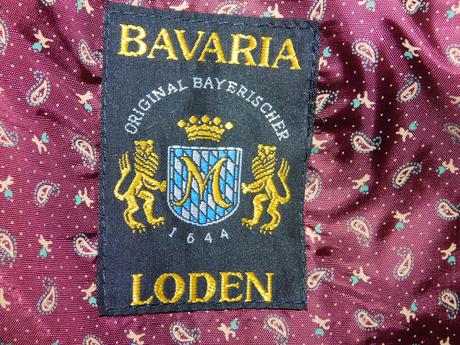 BAVARIA
ORIGINAL BAYERISCHER
M
1644
LODEN